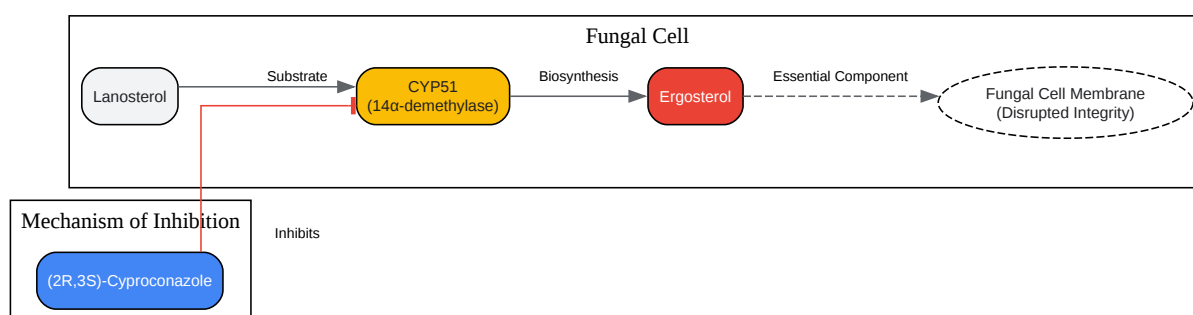 Fungal Cell
Lanosterol
Substrate
CYP51
(14α-demethylase)
Biosynthesis
Ergosterol
Essential Component
Fungal Cell Membrane
(Disrupted Integrity)
Mechanism of Inhibition
Inhibits
(2R,3S)-Cyproconazole